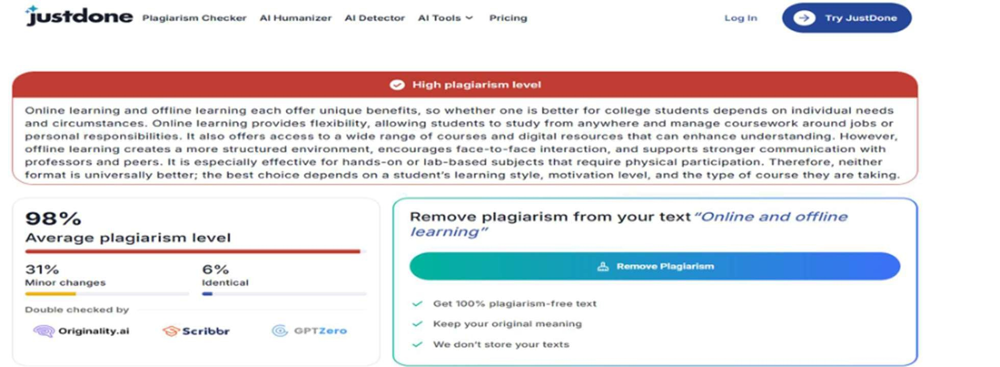 justdone Plagiarism Checker AI Humanizer AI Detector AI Tools Pricing Log In Try JustDone
High plagiarism level
Online learning and offline learning each offer unique benefits, so whether one is better for college students depends on individual needs
and circumstances. Online learning provides flexibility, allowing students to study from anywhere and manage coursework around jobs or
personal responsibilities. It also offers access to a wide range of courses and digital resources that can enhance understanding. However,
offline learning creates a more structured environment, encourages face-to-face interaction, and supports stronger communication with
professors and peers. It is especially effective for hands-on or lab-based subjects that require physical participation. Therefore, neither
format is universally better; the best choice depends on a student's learning style, motivation level, and the type of course they are taking.
98%
Average plagiarism level
31% 6%
Minor changes Identical
Double checked by
Originality.ai Scribbr GPTZero
Remove plagiarism from your text “Online and offline
learning”
Remove Plagiarism
Get 100% plagiarism-free text
Keep your original meaning
We don't store your texts